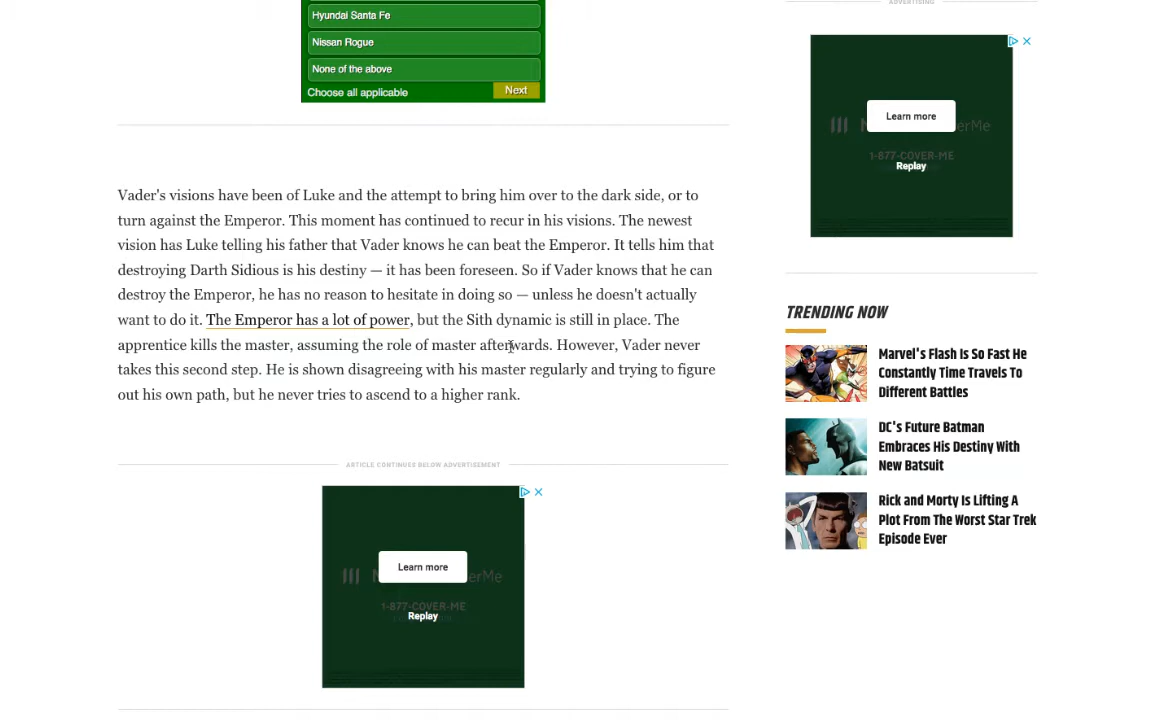 Hyundai Santa Fe
Nissan Rogue
None of the above
Choose all applicable
Next
Vader's visions have been of Luke and the attempt to bring him over to the dark side, or to
turn against the Emperor. This moment has continued to recur in his visions. The newest
vision has Luke telling his father that Vader knows he can beat the Emperor. It tells him that
destroying Darth Sidious is his destiny — it has been foreseen. So if Vader knows that he can
destroy the Emperor, he has no reason to hesitate in doing so — unless he doesn't actually
want to do it. The Emperor has a lot of power, but the Sith dynamic is still in place. The
apprentice kills the master, assuming the role of master afterwards. However, Vader never
takes this second step. He is shown disagreeing with his master regularly and trying to figure
out his own path, but he never tries to ascend to a higher rank.
ARTICLE CONTINUES BELOW ADVERTISEMENT
Learn more
erMe
1-877-COVER-ME
Replay
ADVERTISING
Learn more
erMe
1-877-COVER-ME
Replay
TRENDING NOW
Marvel's Flash Is So Fast He
Constantly Time Travels To
Different Battles
DC's Future Batman
Embraces His Destiny With
New Batsuit
Rick and Morty Is Lifting A
Plot From The Worst Star Trek
Episode Ever